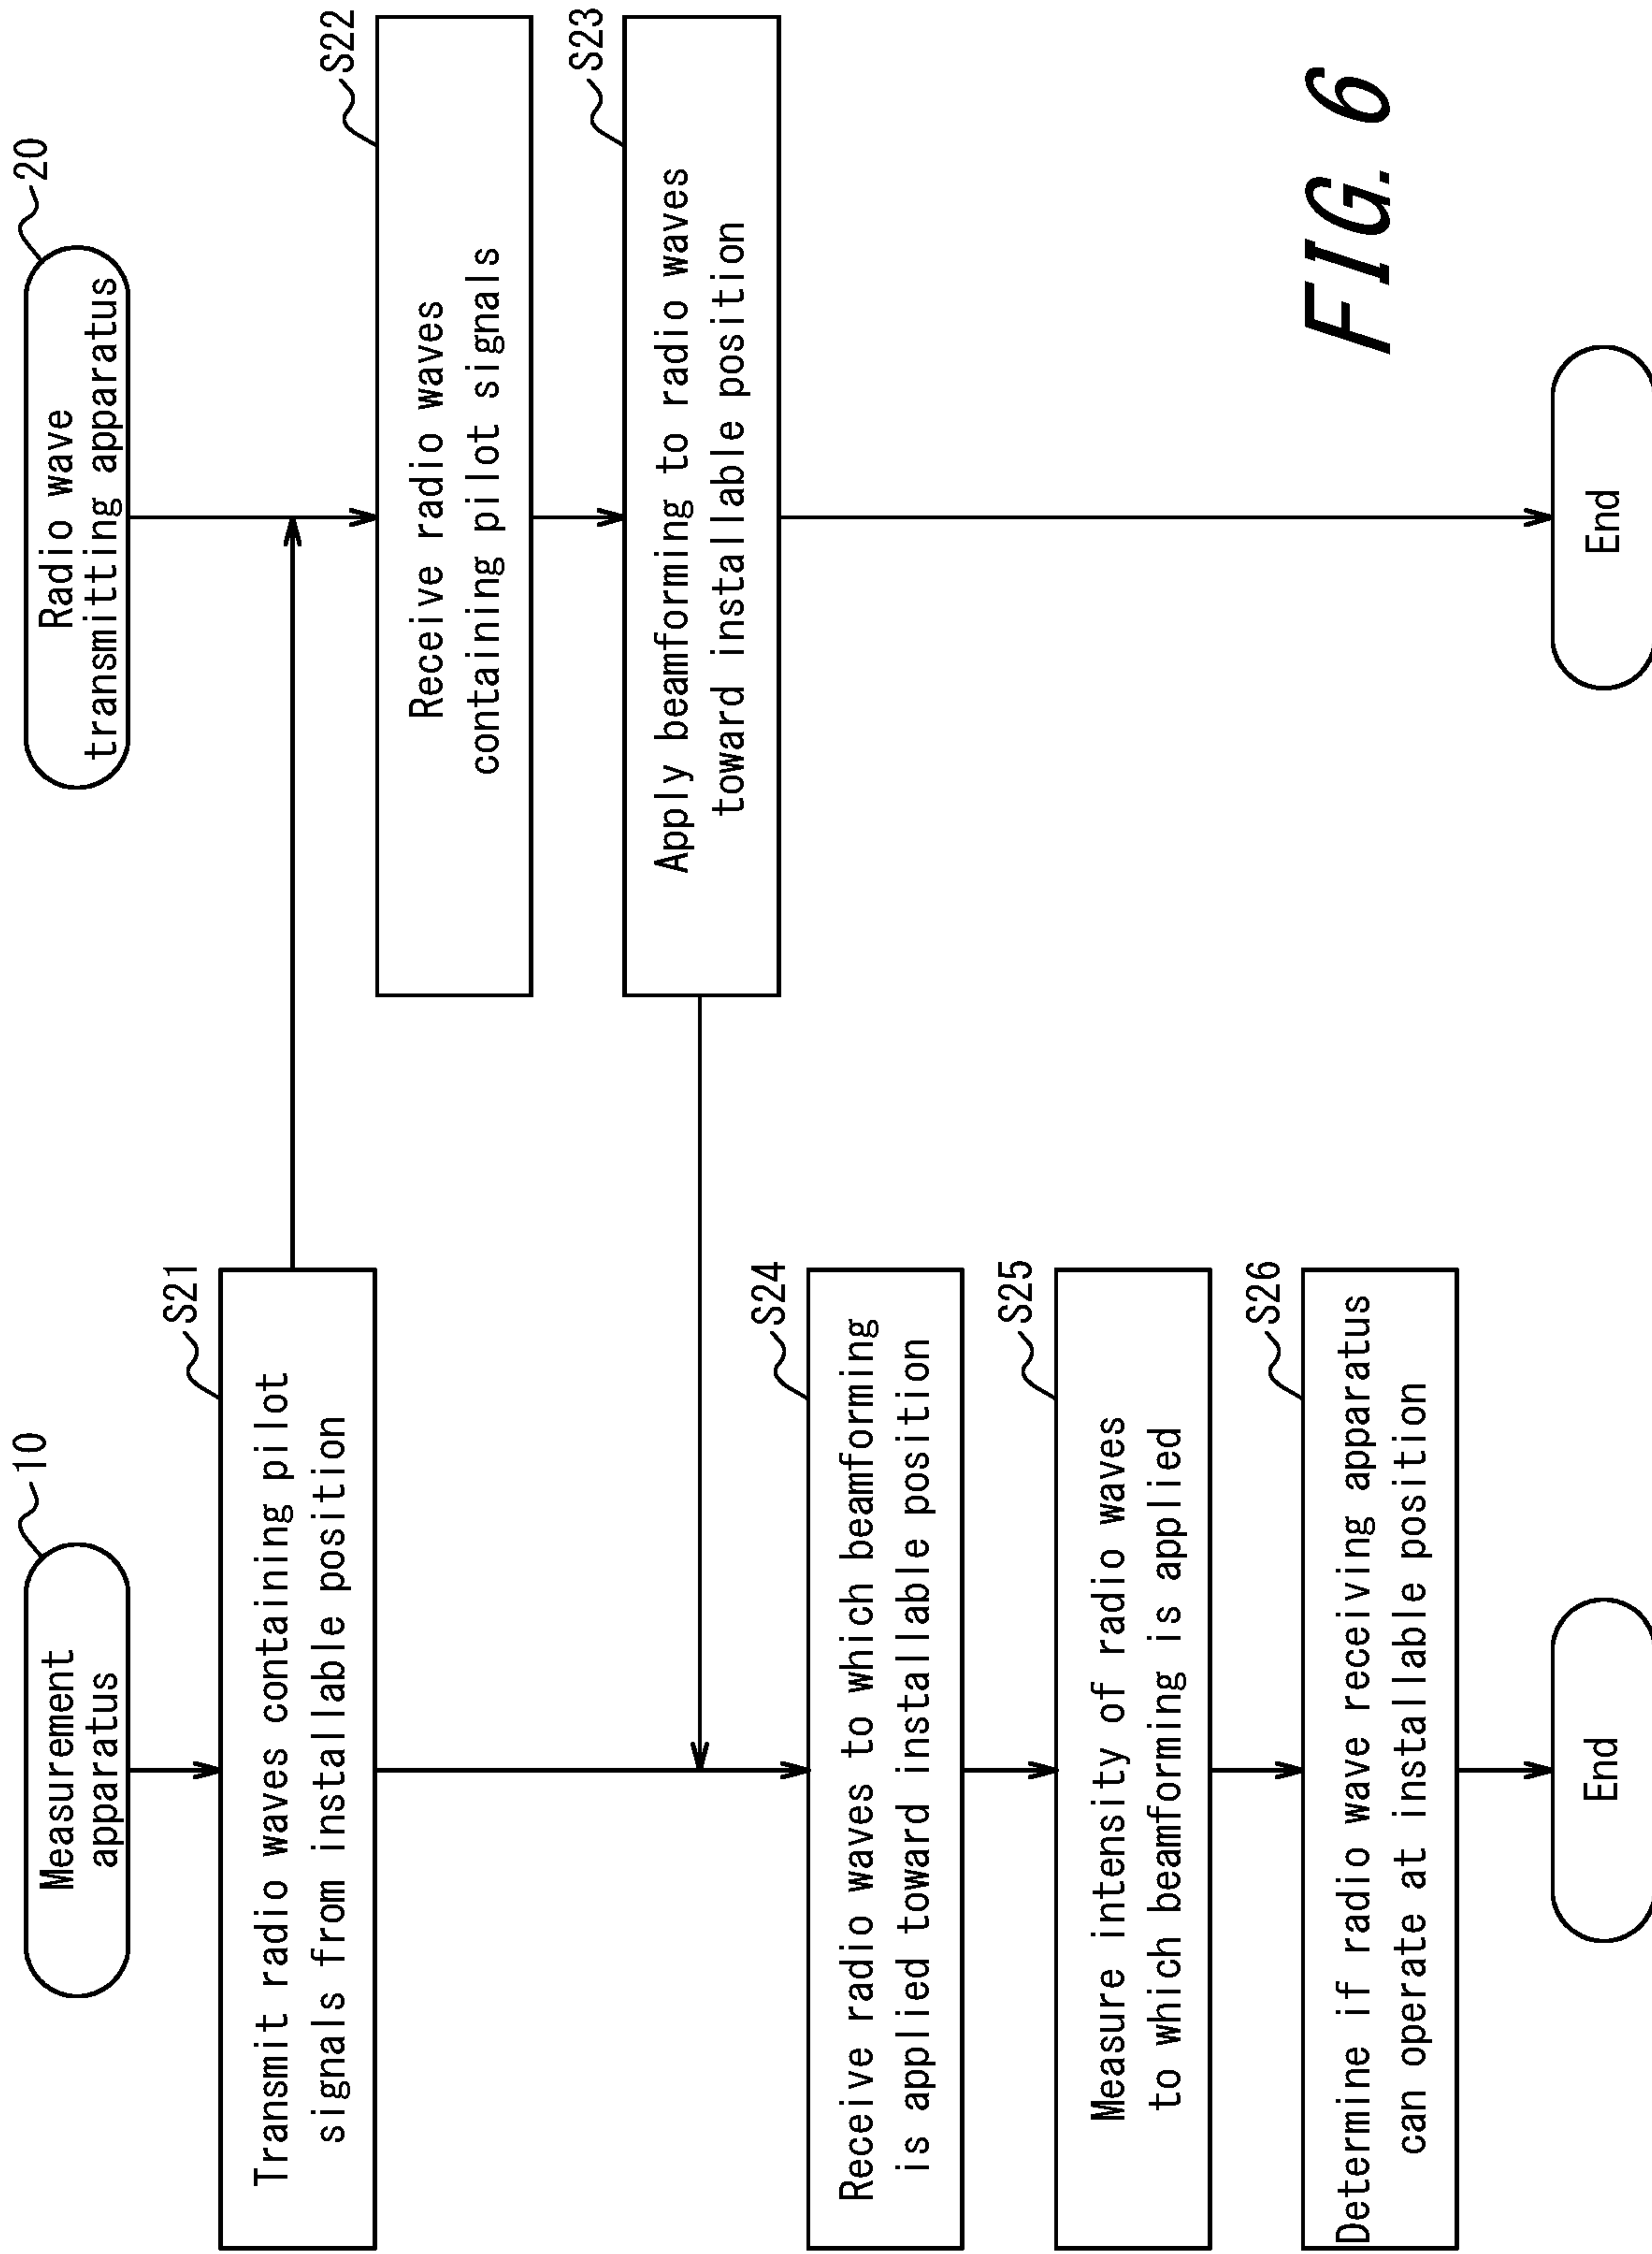 Measurement
apparatus
10
Radio wave
transmitting apparatus
20
S21
Transmit radio waves containing pilot
signals from installable position
S22
Receive radio waves
containing pilot signals
S23
Apply beamforming to radio waves
toward installable position
S24
Receive radio waves to which beamforming
is applied toward installable position
S25
Measure intensity of radio waves
to which beamforming is applied
S26
Determine if radio wave receiving apparatus
can operate at installable position
End
End
FIG. 6